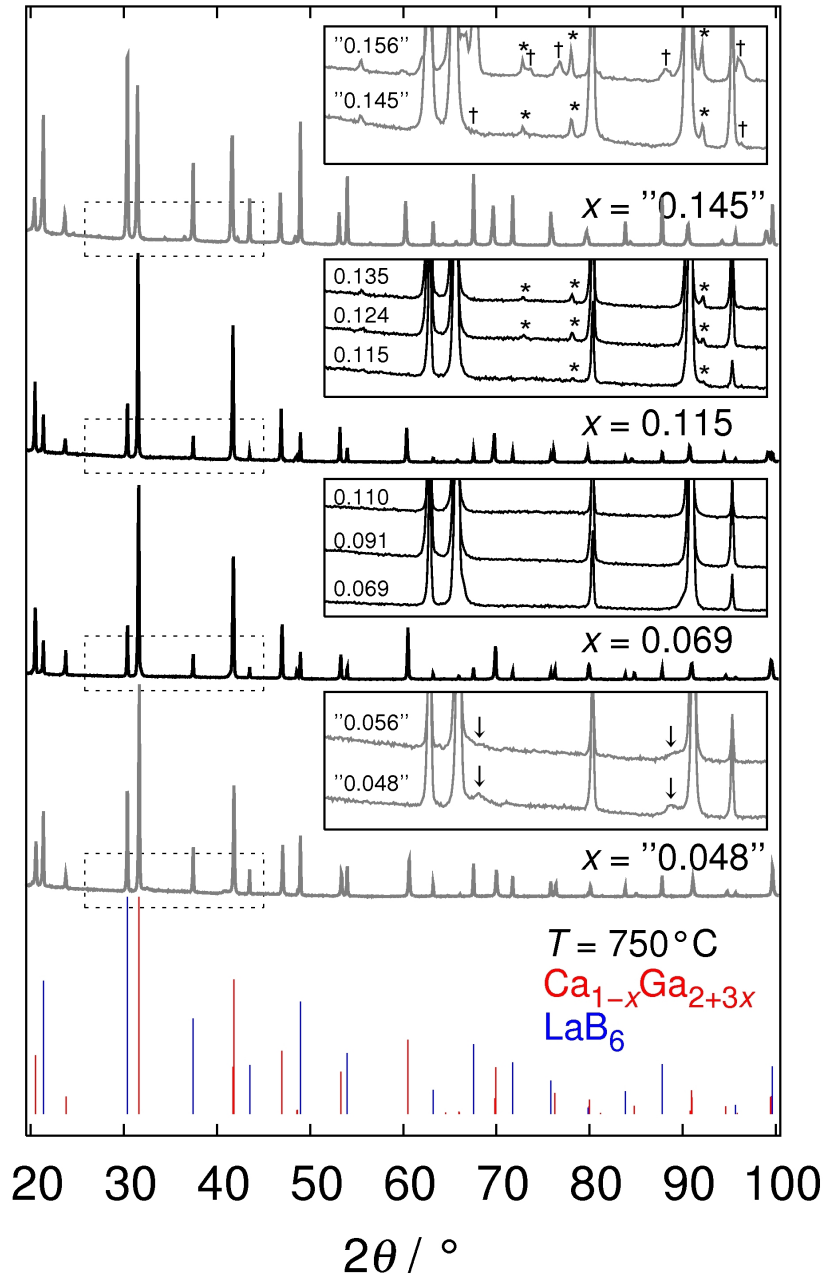 "0.156"
* † † * † * †
"0.145"
† * * * †
x = "0.145"
0.135
* * *
0.124
* * *
0.115
* *
x = 0.115
0.110
0.091
0.069
x = 0.069
"0.056"
↓ ↓
"0.048"
↓ ↓
x = "0.048"
T = 750°C
Ca1−xGa2+3x
LaB6
20 30 40 50 60 70 80 90 100
2θ / °